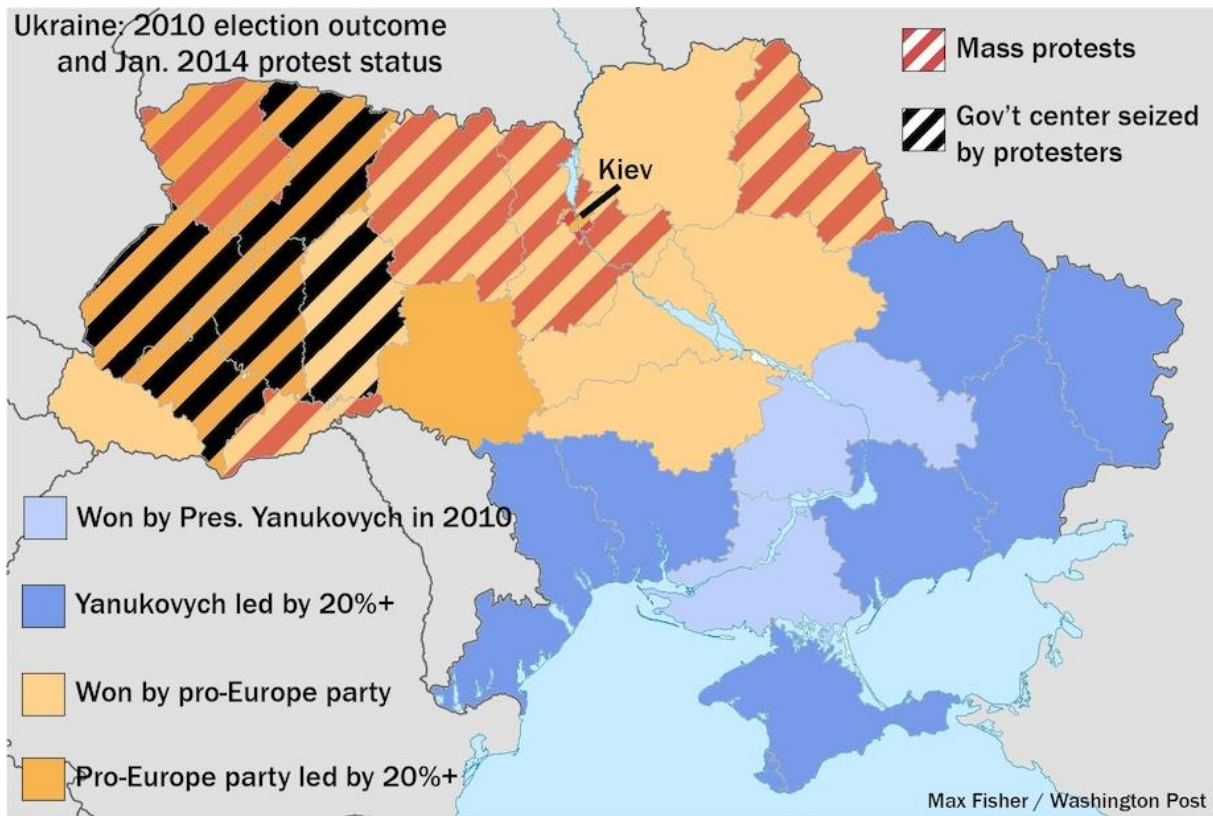 Ukraine: 2010 election outcome
and Jan. 2014 protest status
Mass protests
Gov't center seized
by protesters
Kiev
Won by Pres. Yanukovych in 2010
Yanukovych led by 20%+
Won by pro-Europe party
Pro-Europe party led by 20%+
Max Fisher / Washington Post